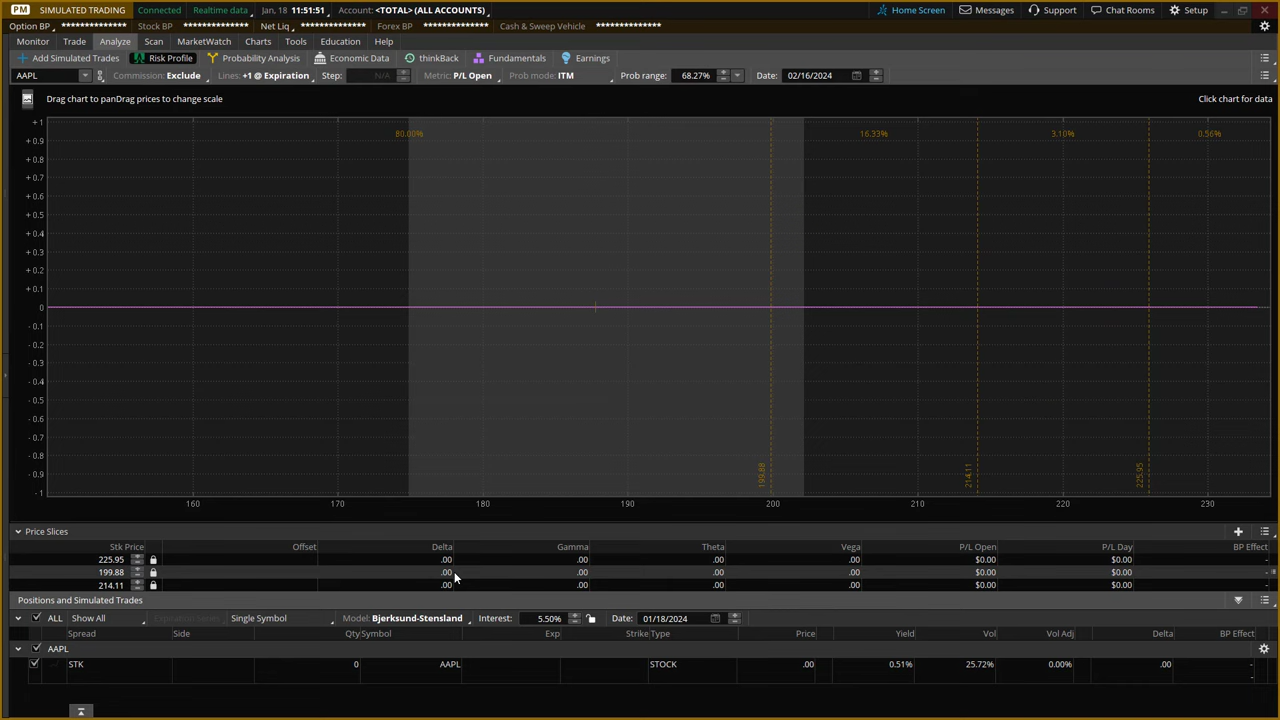 PM SIMULATED TRADING Connected Realtime data Jan, 18 11:51:51 Account: <TOTAL> (ALL ACCOUNTS) Home Screen Messages Support Chat Rooms Setup
Option BP ************** Stock BP ************** Net Liq ************** Forex BP ************** Cash & Sweep Vehicle **************
Monitor Trade Analyze Scan MarketWatch Charts Tools Education Help
Add Simulated Trades Risk Profile Probability Analysis Economic Data thinkBack Fundamentals Earnings
AAPL Commission: Exclude Lines: +1 @ Expiration Step: N/A Metric: P/L Open Prob mode: ITM Prob range: 68.27% Date: 02/16/2024
Drag chart to panDrag prices to change scale Click chart for data
+ 1
80.00% 16.33% 3.10% 0.56%
+ 0.9
+ 0.8
+ 0.7
+ 0.6
+ 0.5
+ 0.4
+ 0.3
+ 0.2
+ 0.1
0
- 0.1
- 0.2
- 0.3
- 0.4
- 0.5
- 0.6
- 0.7
- 0.8
- 0.9
- 1
199.88 214.11 225.95
160 170 180 190 200 210 220 230
Price Slices
Stk Price Offset Delta Gamma Theta Vega P/L Open P/L Day BP Effect
225.95 .00 .00 .00 .00 $0.00 $0.00 -
199.88 .00 .00 .00 .00 $0.00 $0.00 -
214.11 .00 .00 .00 .00 $0.00 $0.00 -
Positions and Simulated Trades
ALL Show All Expiration series Single Symbol Model: Bjerksund-Stensland Interest: 5.50% Date: 01/18/2024
Spread Side Qty Symbol Exp Strike Type Price Yield Vol Vol Adj Delta BP Effect
AAPL
STK 0 AAPL STOCK .00 0.51% 25.72% 0.00% .00 -
-